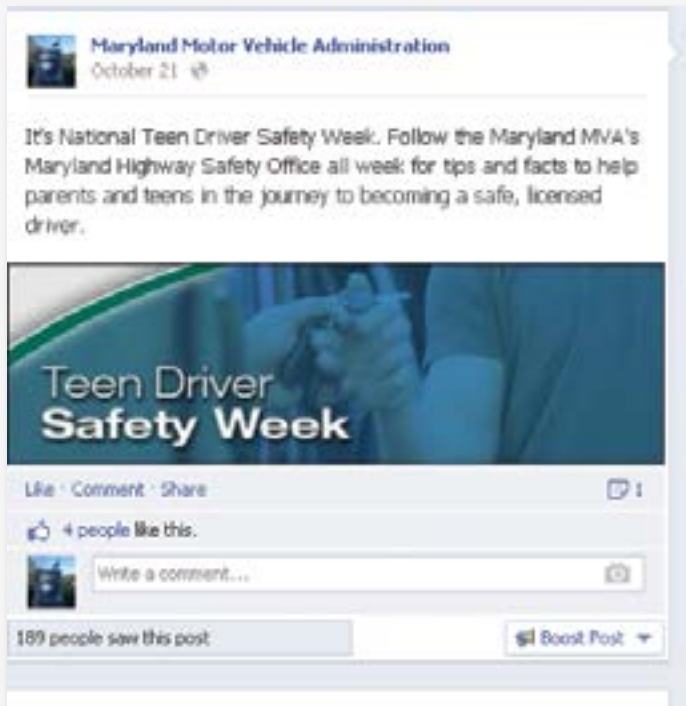 Maryland Motor Vehicle Administration
October 21
It's National Teen Driver Safety Week. Follow the Maryland MVA's
Maryland Highway Safety Office all week for tips and facts to help
parents and teens in the journey to becoming a safe, licensed
driver.
Teen Driver
Safety Week
Like · Comment · Share 1
4 people like this.
Write a comment...
189 people saw this post Boost Post